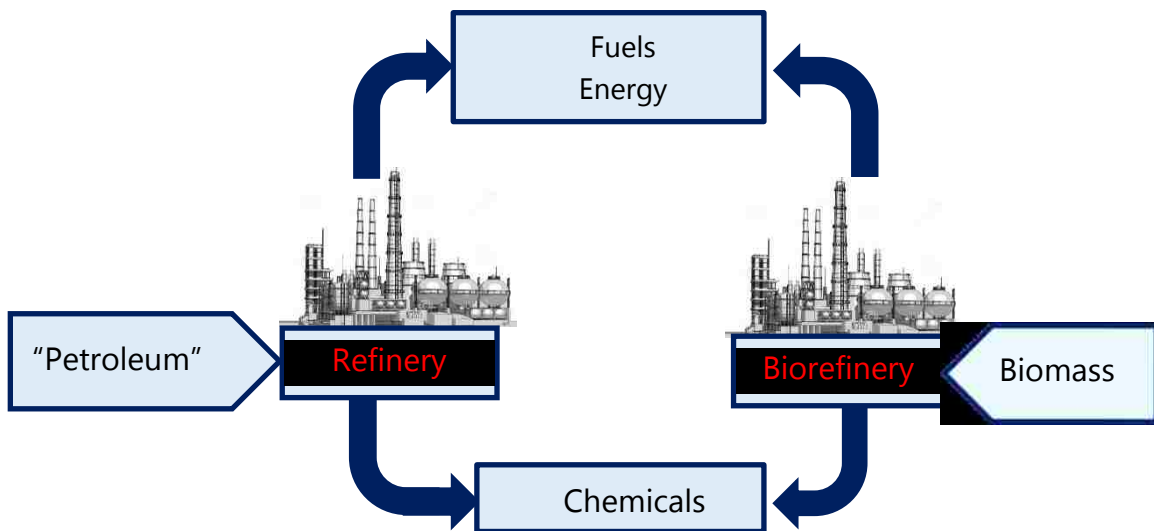 Fuels
Energy
“Petroleum”
Refinery
Biorefinery
Biomass
Chemicals